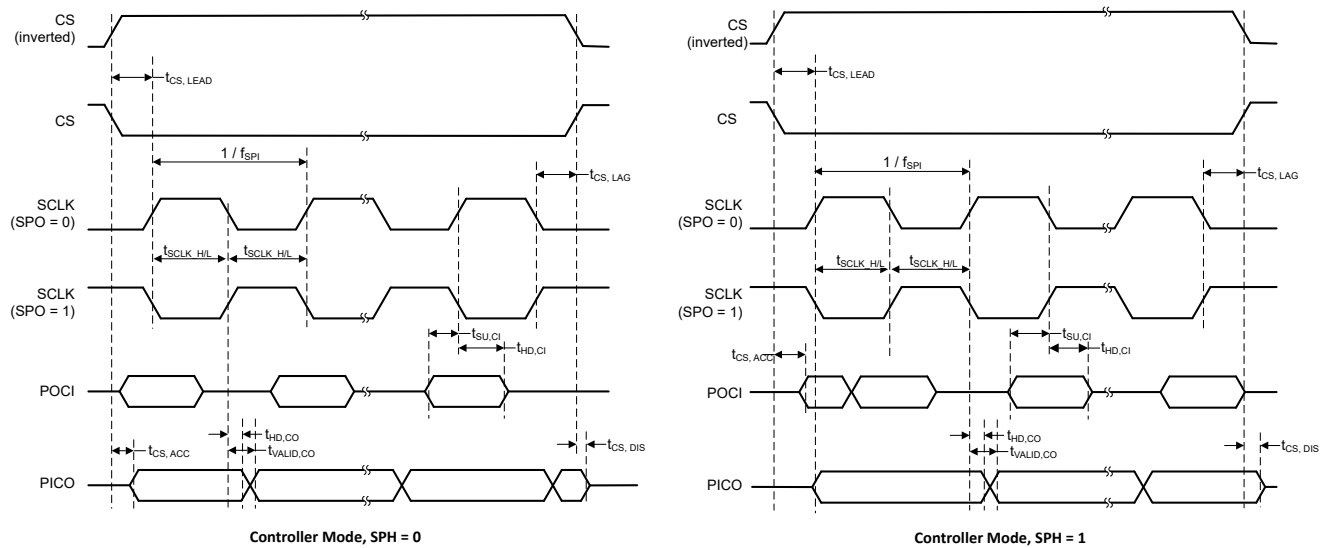 CS
(inverted)
tCS, LEAD
CS
1 / fSPI
tCS, LAG
SCLK
(SPO = 0)
tSCLK_H/L
tSCLK_H/L
SCLK
(SPO = 1)
tSU,CI
tHD,CI
POCI
tHD,CO
tCS, ACC
tVALID,CO
tCS, DIS
PICO
Controller Mode, SPH = 0
CS
(inverted)
tCS, LEAD
CS
1 / fSPI
tCS, LAG
SCLK
(SPO = 0)
tSCLK_H/L
tSCLK_H/L
SCLK
(SPO = 1)
tSU,CI
tHD,CI
tCS, ACC
POCI
tHD,CO
tVALID,CO
tCS, DIS
PICO
Controller Mode, SPH = 1